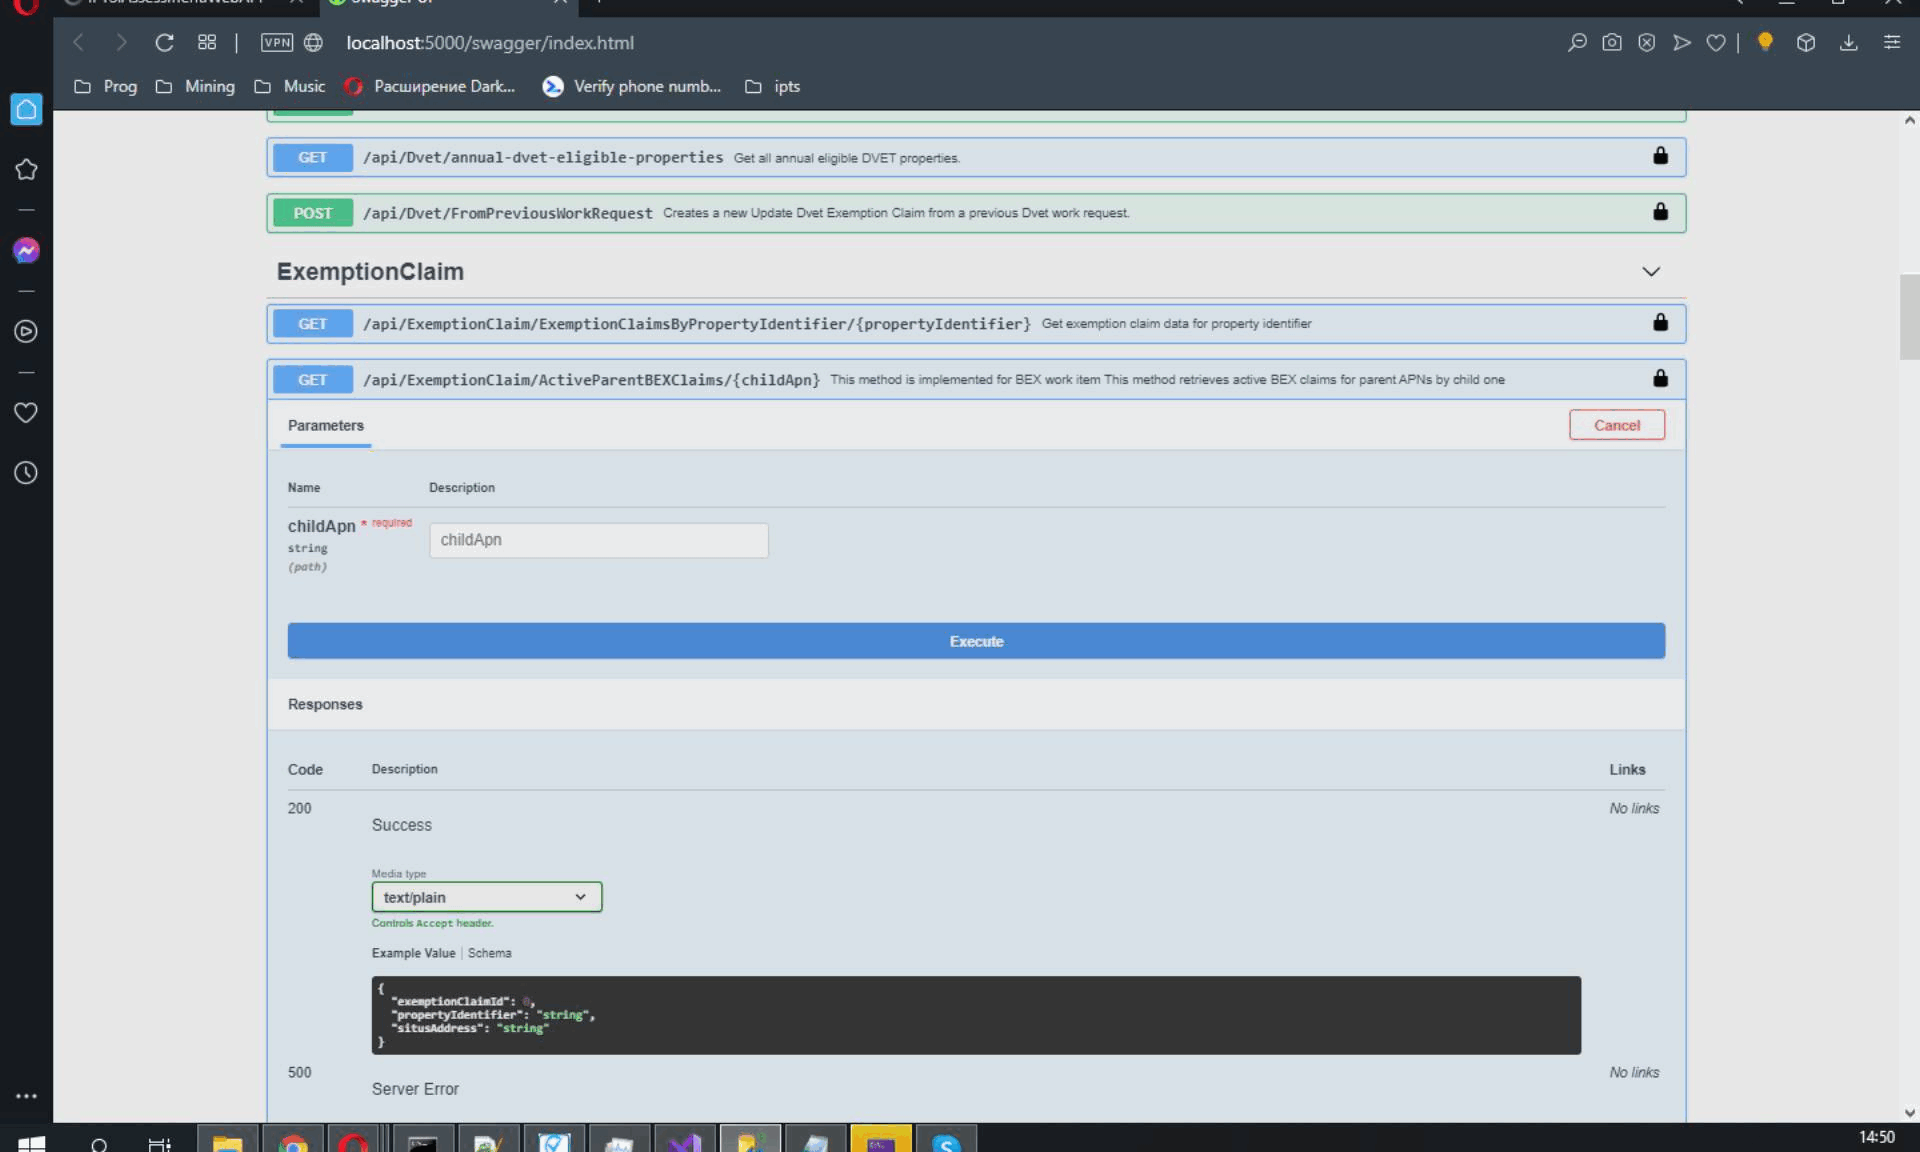 VPN
localhost:5000/swagger/index.html
Prog
Mining
Music
Расширение Dark...
Verify phone numb...
ipts
GET /api/Dvet/annual-dvet-eligible-properties Get all annual eligible DVET properties.
POST /api/Dvet/FromPreviousWorkRequest Creates a new Update Dvet Exemption Claim from a previous Dvet work request.
ExemptionClaim
GET /api/ExemptionClaim/ExemptionClaimsByPropertyIdentifier/{propertyIdentifier} Get exemption claim data for property identifier
GET /api/ExemptionClaim/ActiveParentBEXClaims/{childApn} This method is implemented for BEX work item This method retrieves active BEX claims for parent APNs by child one
Parameters
Cancel
Name Description
childApn * required
string
(path)
childApn
Execute
Responses
Code Description Links
200 No links
Success
Media type
text/plain
Controls Accept header.
Example Value | Schema
{
"exemptionClaimId": 0,
"propertyIdentifier": "string",
"situsAddress": "string"
}
500 No links
Server Error
14:50